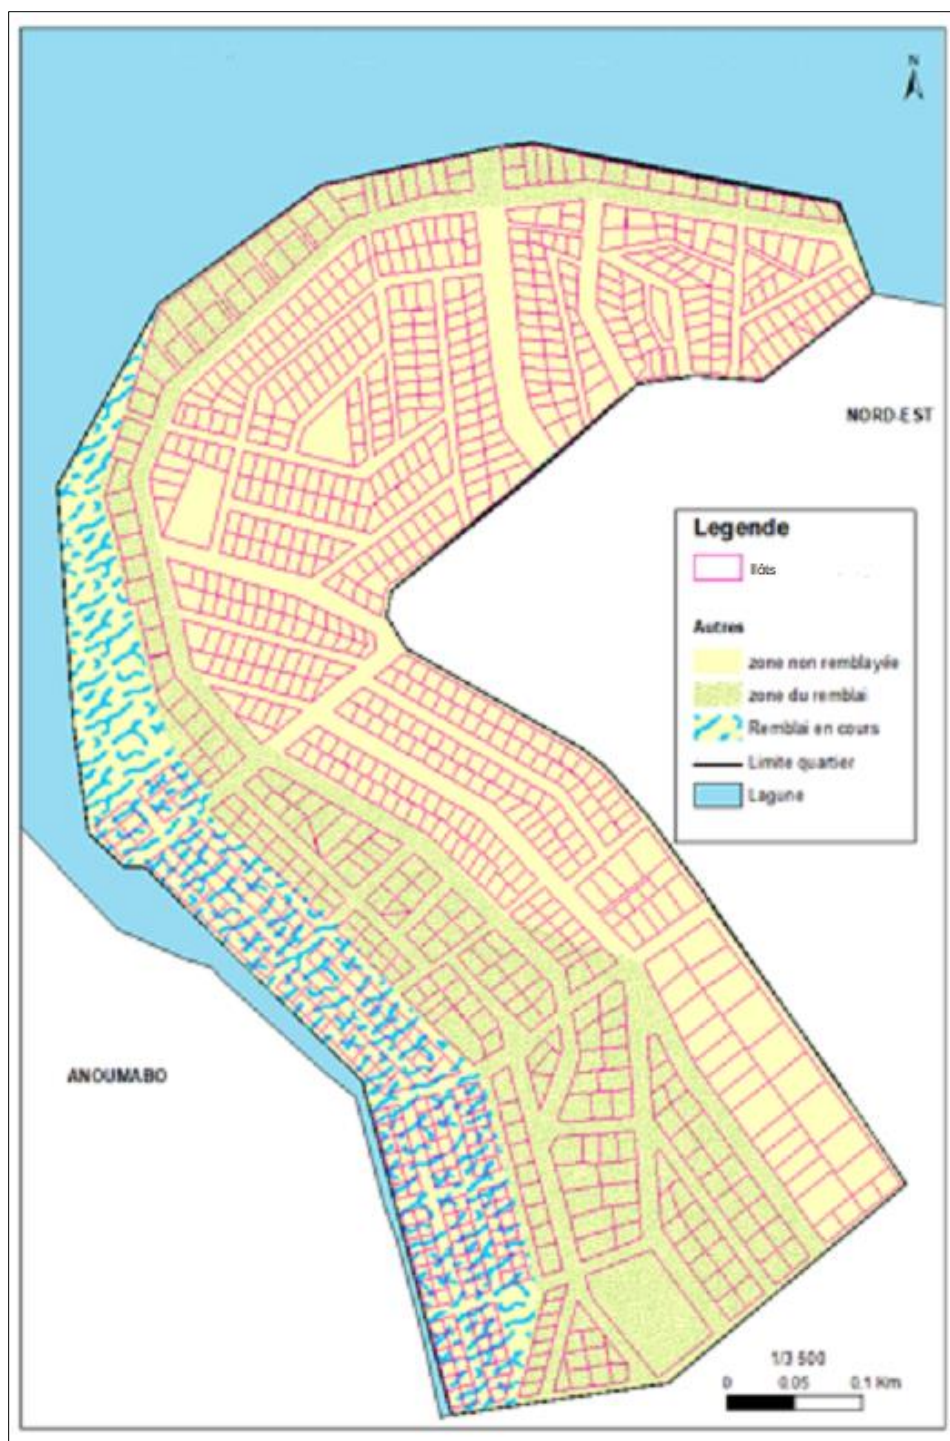 N
NORD-EST
Legende
Ilôts
Autres
zone non remblayée
zone du remblai
Remblai en cours
Limite quartier
Lagune
ANOUMABO
1/3 500
0 0.05 0.1 Km